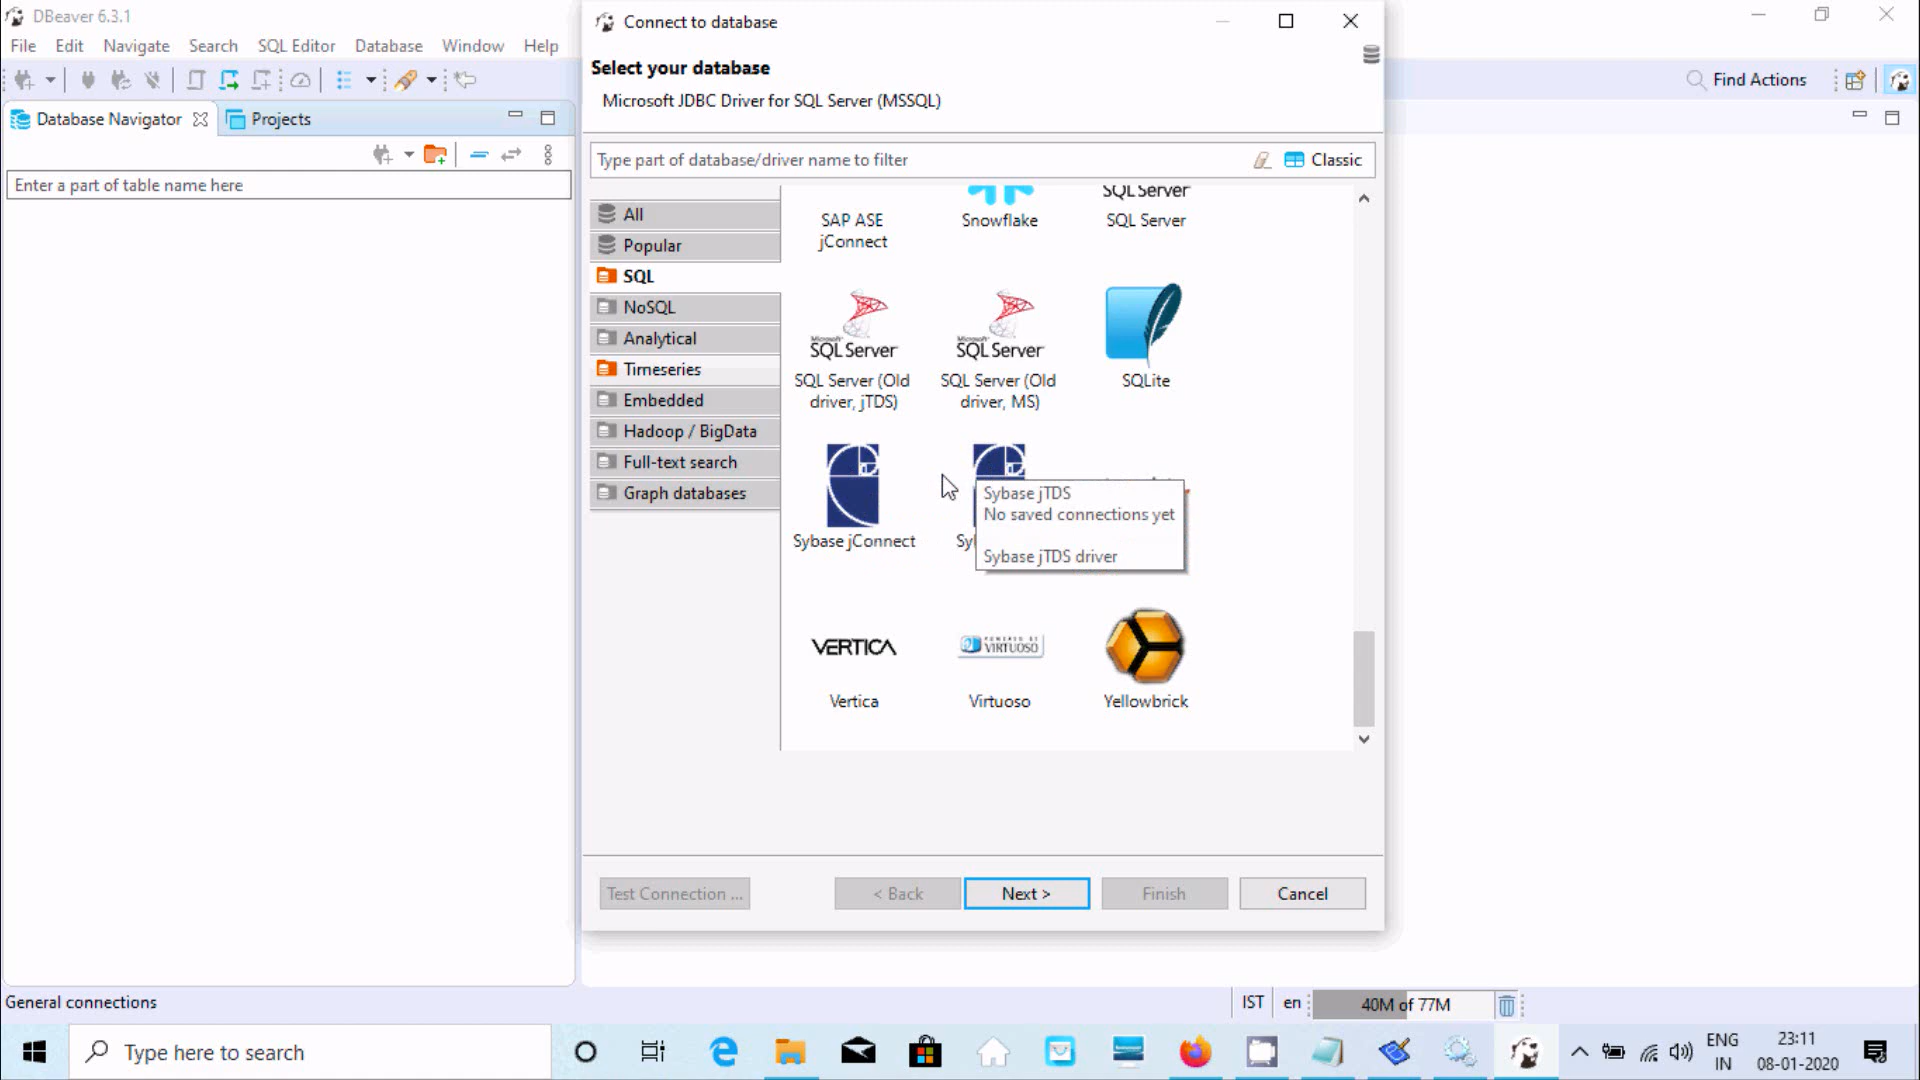 DBeaver 6.3.1
File Edit Navigate Search SQL Editor Database Window Help
Find Actions
Database Navigator
Projects
Enter a part of table name here
Connect to database
Select your database
Microsoft JDBC Driver for SQL Server (MSSQL)
Type part of database/driver name to filter
Classic
All
Popular
SQL
NoSQL
Analytical
Timeseries
Embedded
Hadoop / BigData
Full-text search
Graph databases
SAP ASE
jConnect
Snowflake
SQL Server
SQL Server
Microsoft
SQL Server
SQL Server (Old
driver, jTDS)
Microsoft
SQL Server
SQL Server (Old
driver, MS)
SQLite
Sybase jConnect
Sy
Sybase jTDS
No saved connections yet
Sybase jTDS driver
VERTICA
Vertica
POWERED BY
VIRTUOSO
Virtuoso
Yellowbrick
Test Connection ...
< Back
Next >
Finish
Cancel
General connections
IST
en
40M of 77M
Type here to search
ENG
IN
23:11
08-01-2020